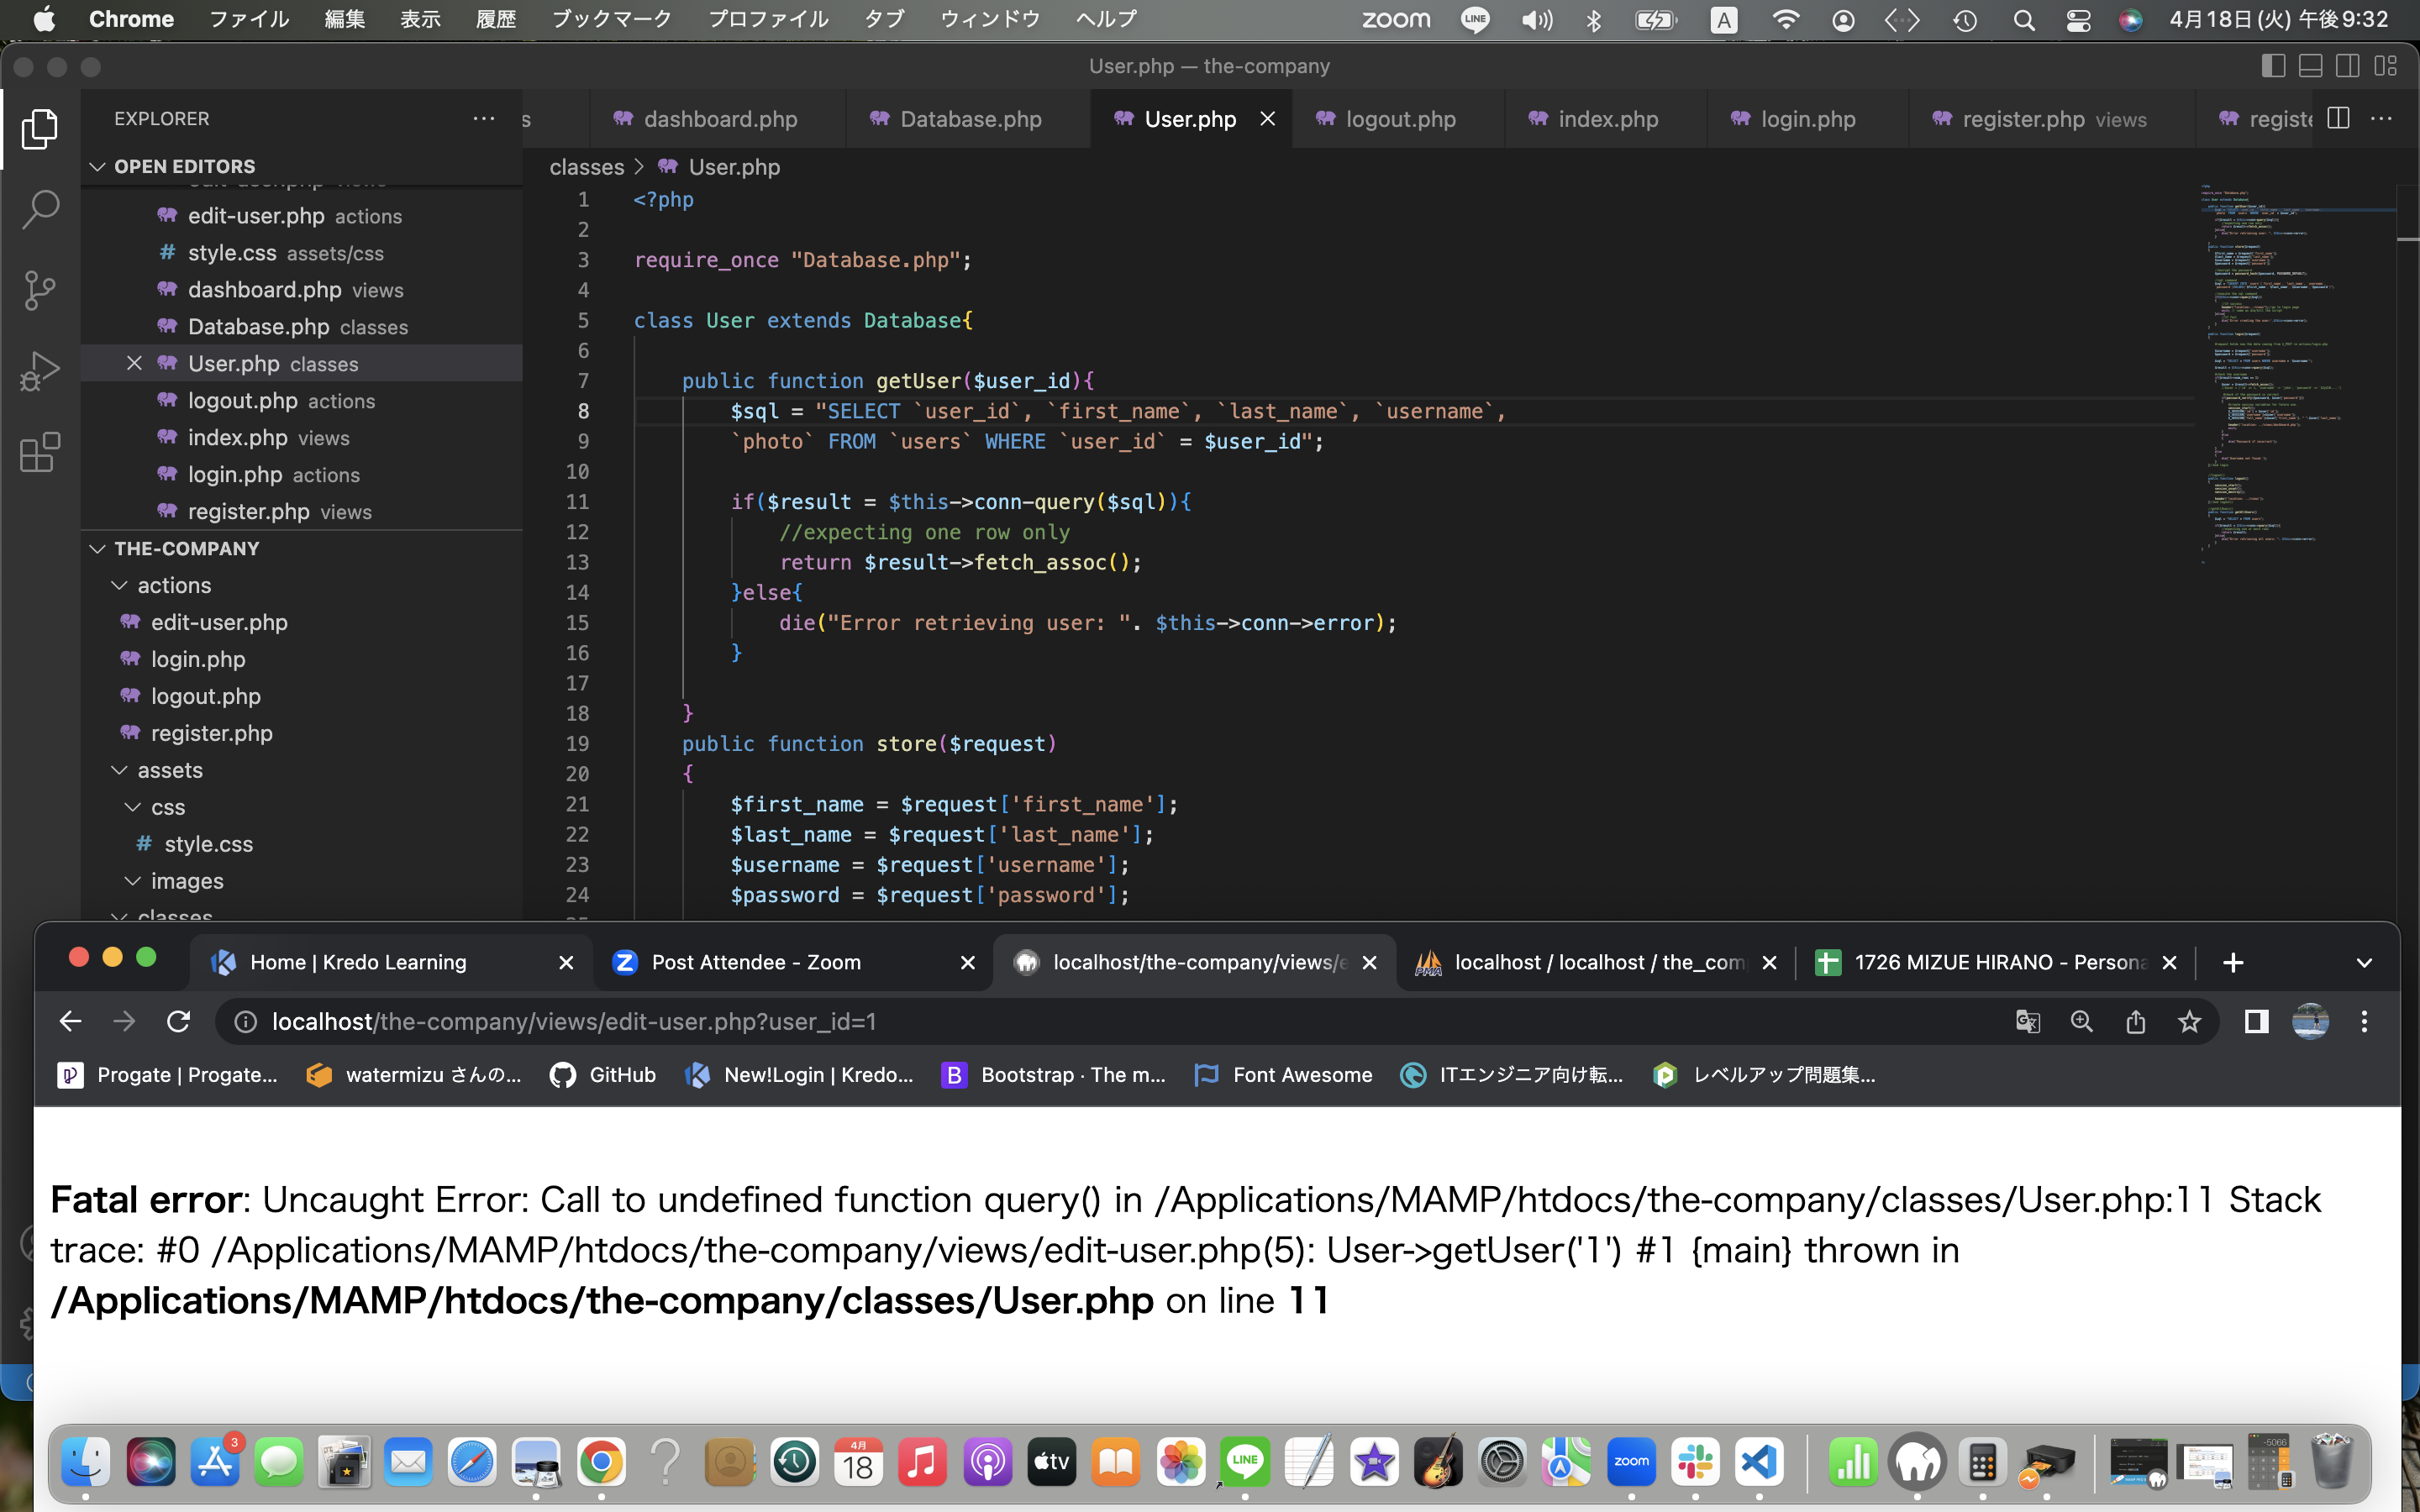 Chrome ファイル 編集 表示 履歴 ブックマーク プロファイル タブ ウィンドウ ヘルプ zoom LINE A 4月18日(火) 午後9:32
User.php — the-company
EXPLORER
OPEN EDITORS
edit-user.php actions
style.css assets/css
dashboard.php views
Database.php classes
User.php classes
logout.php actions
index.php views
login.php actions
register.php views
THE-COMPANY
actions
edit-user.php
login.php
logout.php
register.php
assets
css
style.css
images
classes
dashboard.php Database.php User.php logout.php index.php login.php register.php views
classes > User.php
1 <?php
2
3 require_once "Database.php";
4
5 class User extends Database{
6
7 public function getUser($user_id){
8 $sql = "SELECT `user_id`, `first_name`, `last_name`, `username`,
9 `photo` FROM `users` WHERE `user_id` = $user_id";
10
11 if($result = $this->conn-query($sql)){
12 //expecting one row only
13 return $result->fetch_assoc();
14 }else{
15 die("Error retrieving user: ". $this->conn->error);
16 }
17
18 }
19 public function store($request)
20 {
21 $first_name = $request['first_name'];
22 $last_name = $request['last_name'];
23 $username = $request['username'];
24 $password = $request['password'];
Home | Kredo Learning Post Attendee - Zoom localhost/the-company/views/e localhost / localhost / the_com 1726 MIZUE HIRANO - Persona
localhost/the-company/views/edit-user.php?user_id=1
Progate | Progate... watermizu さんの... GitHub New!Login | Kredo... Bootstrap · The m... Font Awesome ITエンジニア向け転... レベルアップ問題集...
Fatal error: Uncaught Error: Call to undefined function query() in /Applications/MAMP/htdocs/the-company/classes/User.php:11 Stack
trace: #0 /Applications/MAMP/htdocs/the-company/views/edit-user.php(5): User->getUser('1') #1 {main} thrown in
/Applications/MAMP/htdocs/the-company/classes/User.php on line 11
3 4月 18 tv LINE zoom